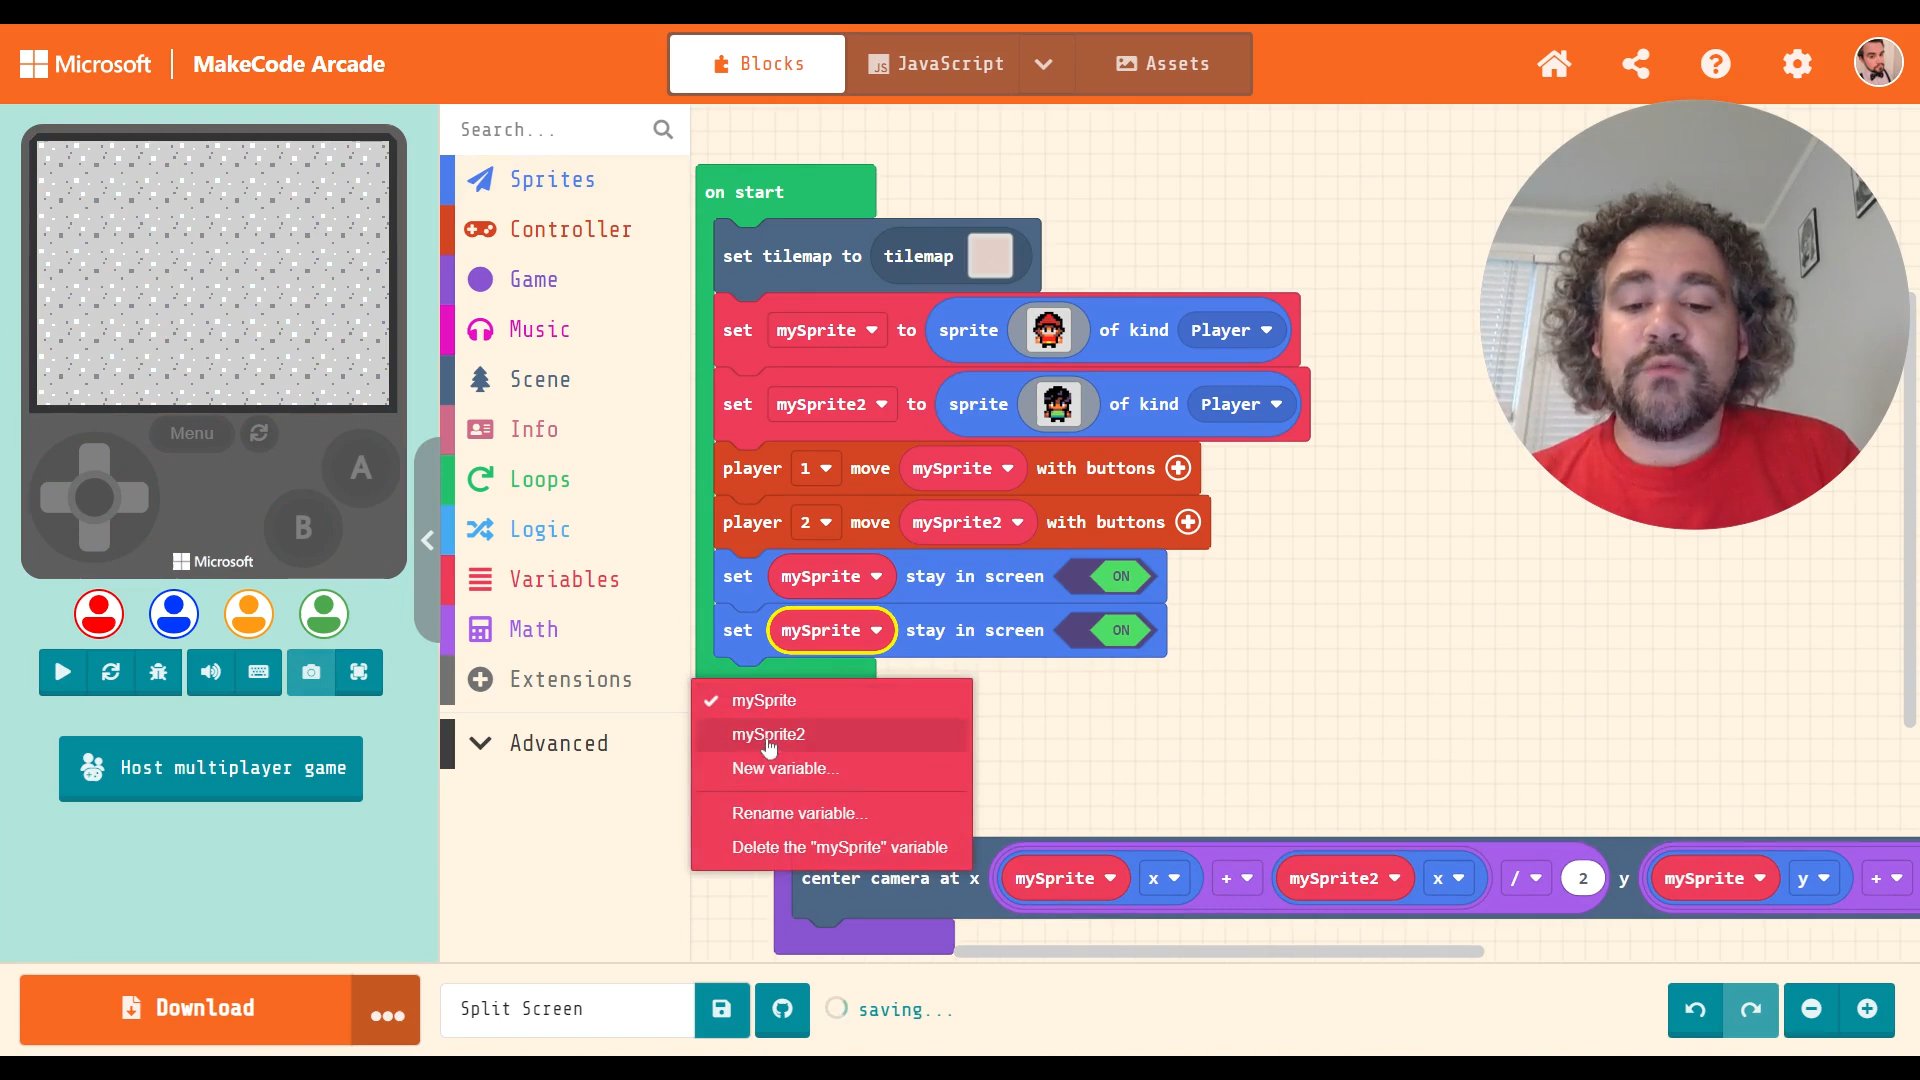 Microsoft
MakeCode Arcade
Blocks
JS
JavaScript
Assets
Menu
A
B
Microsoft
Host multiplayer game
Search...
Sprites
Controller
Game
Music
Scene
Info
Loops
Logic
Variables
Math
Extensions
Advanced
on start
set tilemap to tilemap
set mySprite to sprite of kind Player
set mySprite2 to sprite of kind Player
player 1 move mySprite with buttons
player 2 move mySprite2 with buttons
set mySprite stay in screen ON
set mySprite stay in screen ON
mySprite
mySprite2
New variable...
Rename variable...
Delete the "mySprite" variable
center camera at x mySprite x + mySprite2 x / 2 y mySprite y +
Download
Split Screen
saving...